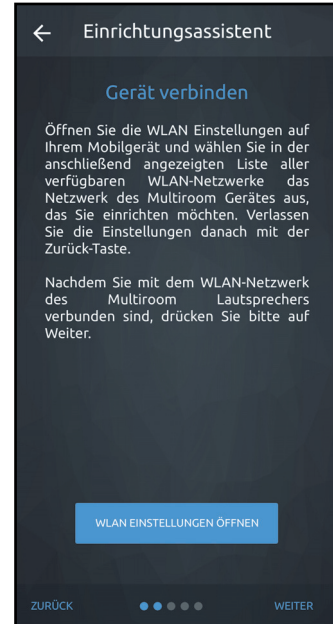 Einrichtungsassistent
Gerät verbinden
Öffnen Sie die WLAN Einstellungen auf
Ihrem Mobilgerät und wählen Sie in der
anschließend angezeigten Liste aller
verfügbaren WLAN-Netzwerke das
Netzwerk des Multiroom Gerätes aus,
das Sie einrichten möchten. Verlassen
Sie die Einstellungen danach mit der
Zurück-Taste.
Nachdem Sie mit dem WLAN-Netzwerk
des Multiroom Lautsprechers
verbunden sind, drücken Sie bitte auf
Weiter.
WLAN EINSTELLUNGEN ÖFFNEN
ZURÜCK WEITER